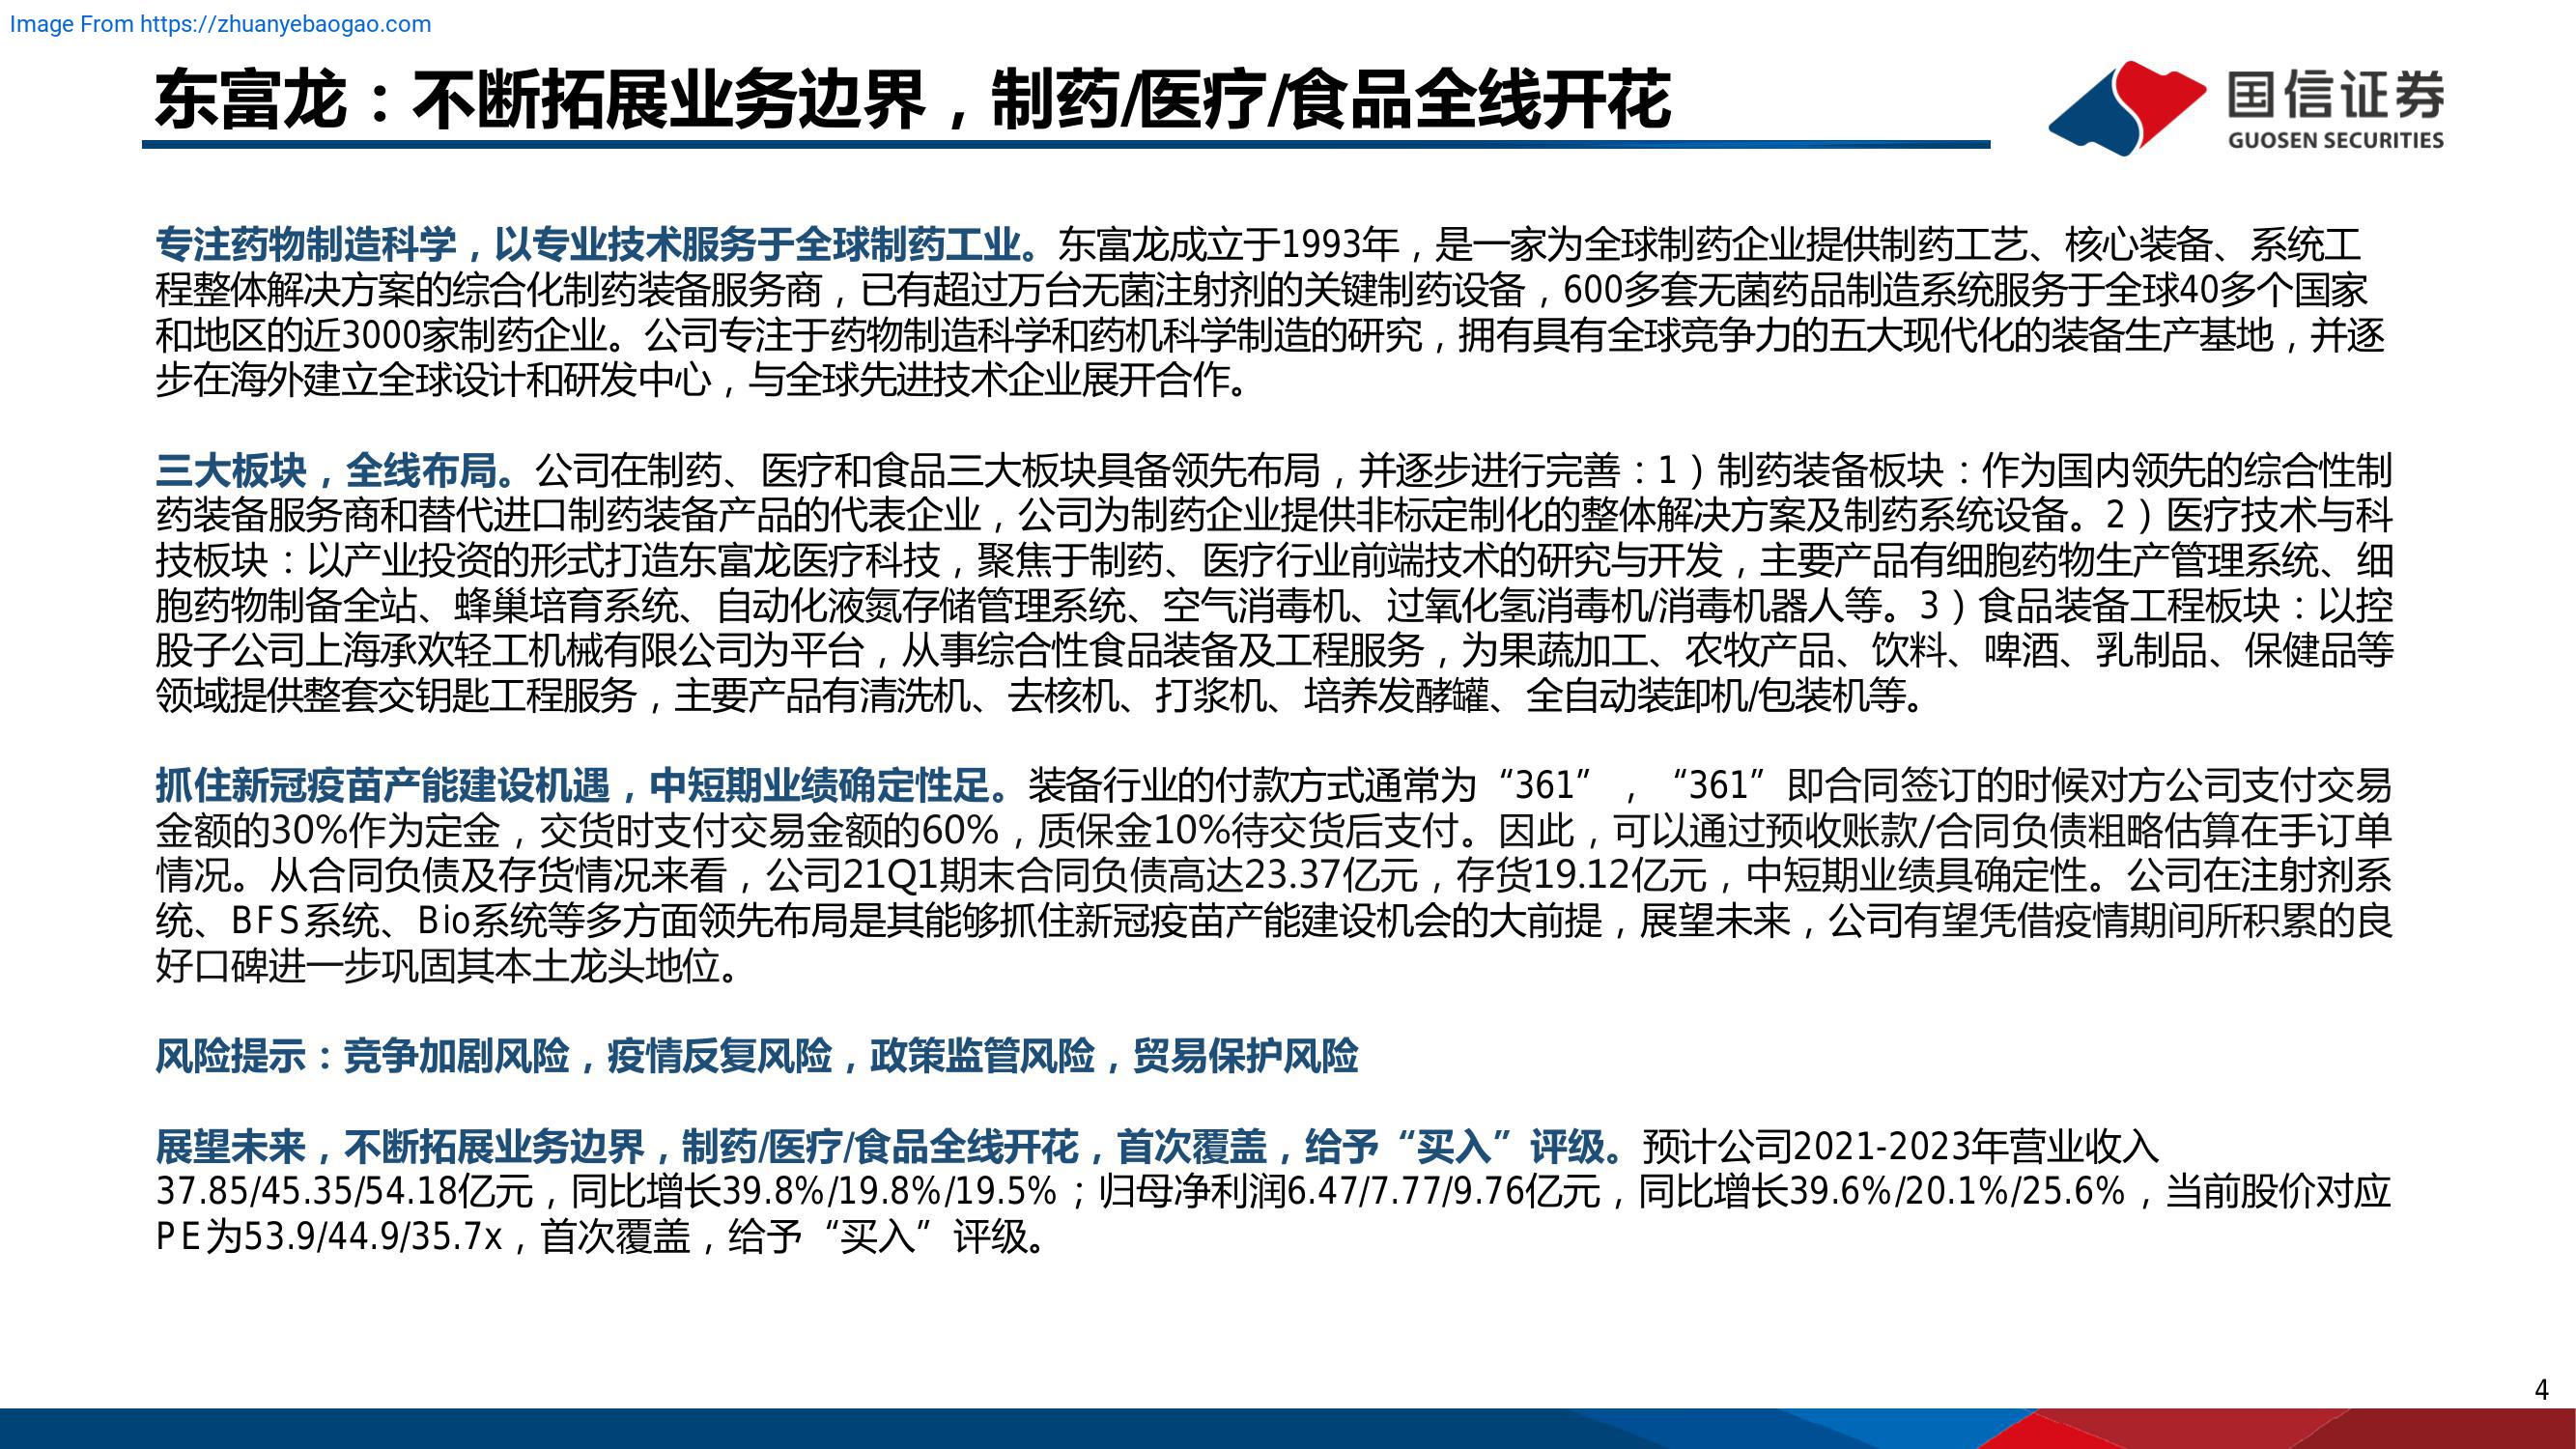 Image From https://zhuanyebaogao.com
东富龙：不断拓展业务边界，制药/医疗/食品全线开花
国信证券
GUOSEN SECURITIES
专注药物制造科学，以专业技术服务于全球制药工业。东富龙成立于1993年，是一家为全球制药企业提供制药工艺、核心装备、系统工
程整体解决方案的综合化制药装备服务商，已有超过万台无菌注射剂的关键制药设备，600多套无菌药品制造系统服务于全球40多个国家
和地区的近3000家制药企业。公司专注于药物制造科学和药机科学制造的研究，拥有具有全球竞争力的五大现代化的装备生产基地，并逐
步在海外建立全球设计和研发中心，与全球先进技术企业展开合作。
三大板块，全线布局。公司在制药、医疗和食品三大板块具备领先布局，并逐步进行完善：1）制药装备板块：作为国内领先的综合性制
药装备服务商和替代进口制药装备产品的代表企业，公司为制药企业提供非标定制化的整体解决方案及制药系统设备。2）医疗技术与科
技板块：以产业投资的形式打造东富龙医疗科技，聚焦于制药、医疗行业前端技术的研究与开发，主要产品有细胞药物生产管理系统、细
胞药物制备全站、蜂巢培育系统、自动化液氮存储管理系统、空气消毒机、过氧化氢消毒机/消毒机器人等。3）食品装备工程板块：以控
股子公司上海承欢轻工机械有限公司为平台，从事综合性食品装备及工程服务，为果蔬加工、农牧产品、饮料、啤酒、乳制品、保健品等
领域提供整套交钥匙工程服务，主要产品有清洗机、去核机、打浆机、培养发酵罐、全自动装卸机/包装机等。
抓住新冠疫苗产能建设机遇，中短期业绩确定性足。装备行业的付款方式通常为“361”，“361”即合同签订的时候对方公司支付交易
金额的30%作为定金，交货时支付交易金额的60%，质保金10%待交货后支付。因此，可以通过预收账款/合同负债粗略估算在手订单
情况。从合同负债及存货情况来看，公司21Q1期末合同负债高达23.37亿元，存货19.12亿元，中短期业绩具确定性。公司在注射剂系
统、BFS系统、Bio系统等多方面领先布局是其能够抓住新冠疫苗产能建设机会的大前提，展望未来，公司有望凭借疫情期间所积累的良
好口碑进一步巩固其本土龙头地位。
风险提示：竞争加剧风险，疫情反复风险，政策监管风险，贸易保护风险
展望未来，不断拓展业务边界，制药/医疗/食品全线开花，首次覆盖，给予“买入”评级。预计公司2021-2023年营业收入
37.85/45.35/54.18亿元，同比增长39.8%/19.8%/19.5%；归母净利润6.47/7.77/9.76亿元，同比增长39.6%/20.1%/25.6%，当前股价对应
PE为53.9/44.9/35.7x，首次覆盖，给予“买入”评级。
4